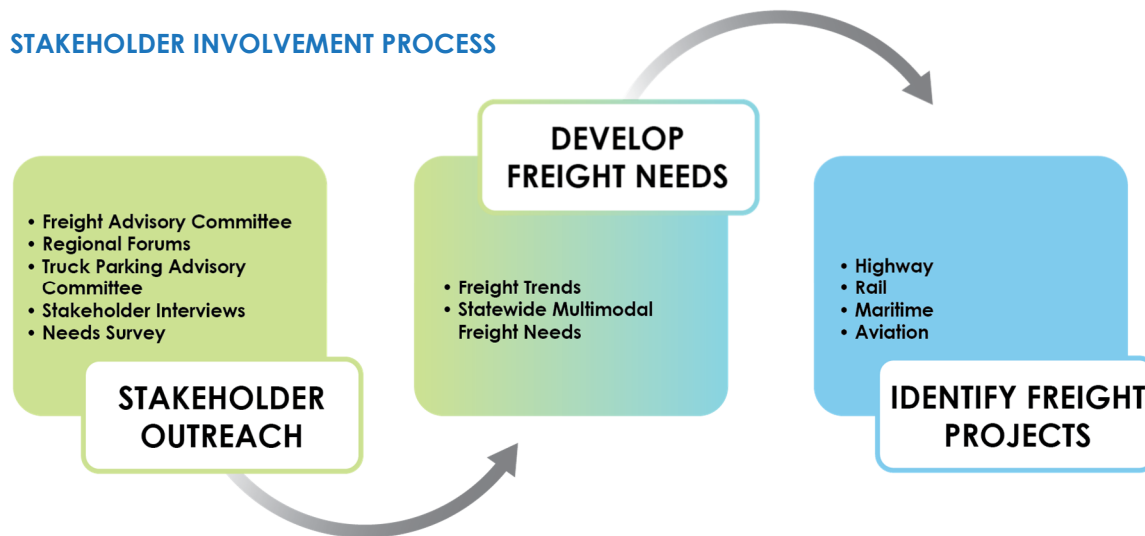 STAKEHOLDER INVOLVEMENT PROCESS
• Freight Advisory Committee
• Regional Forums
• Truck Parking Advisory
Committee
• Stakeholder Interviews
• Needs Survey
STAKEHOLDER
OUTREACH
DEVELOP
FREIGHT NEEDS
• Freight Trends
• Statewide Multimodal
Freight Needs
• Highway
• Rail
• Maritime
• Aviation
IDENTIFY FREIGHT
PROJECTS